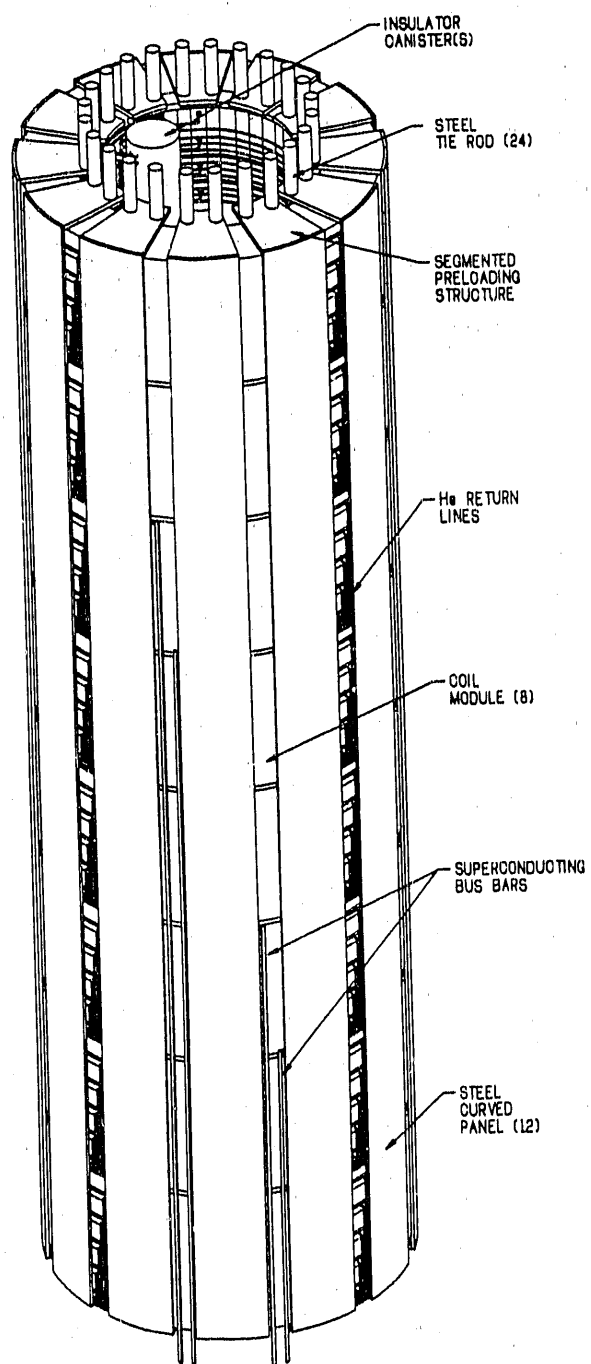 INSULATOR
CANISTER(S)
STEEL
TIE ROD (24)
SEGMENTED
PRELOADING
STRUCTURE
He RETURN
LINES
COIL
MODULE (8)
SUPERCONDUCTING
BUS BARS
STEEL
CURVED
PANEL (12)